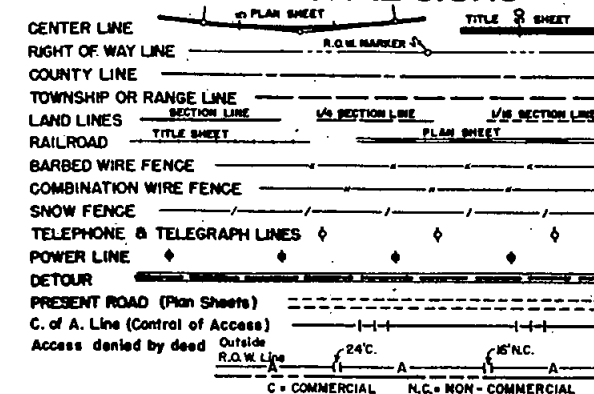 CENTER LINE PLAN SHEET TITLE SHEET
RIGHT OF WAY LINE R.O.W. MARKER
COUNTY LINE
TOWNSHIP OR RANGE LINE
LAND LINES SECTION LINE 1/4 SECTION LINE 1/16 SECTION LINE
RAILROAD TITLE SHEET PLAN SHEET
BARBED WIRE FENCE
COMBINATION WIRE FENCE
SNOW FENCE
TELEPHONE & TELEGRAPH LINES
POWER LINE
DETOUR
PRESENT ROAD (Plan Sheets)
C. of A. Line (Control of Access)
Access denied by deed Outside
R.O.W. Line 24'C. 16'N.C.
A A A
C = COMMERCIAL N.C. = NON - COMMERCIAL